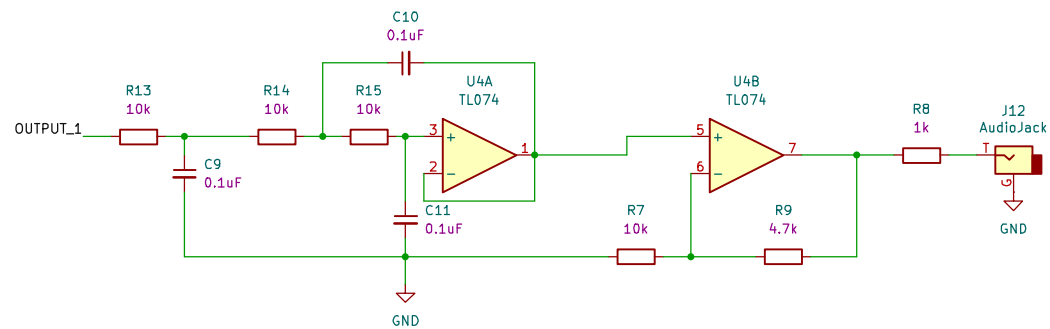 C10
0.1uF
R13
10k
R14
10k
R15
10k
U4A
TL074
U4B
TL074
R8
1k
J12
AudioJack
OUTPUT_1
3
+
1
2
−
5
+
7
6
−
T
G
C9
0.1uF
C11
0.1uF
R7
10k
R9
4.7k
GND
GND